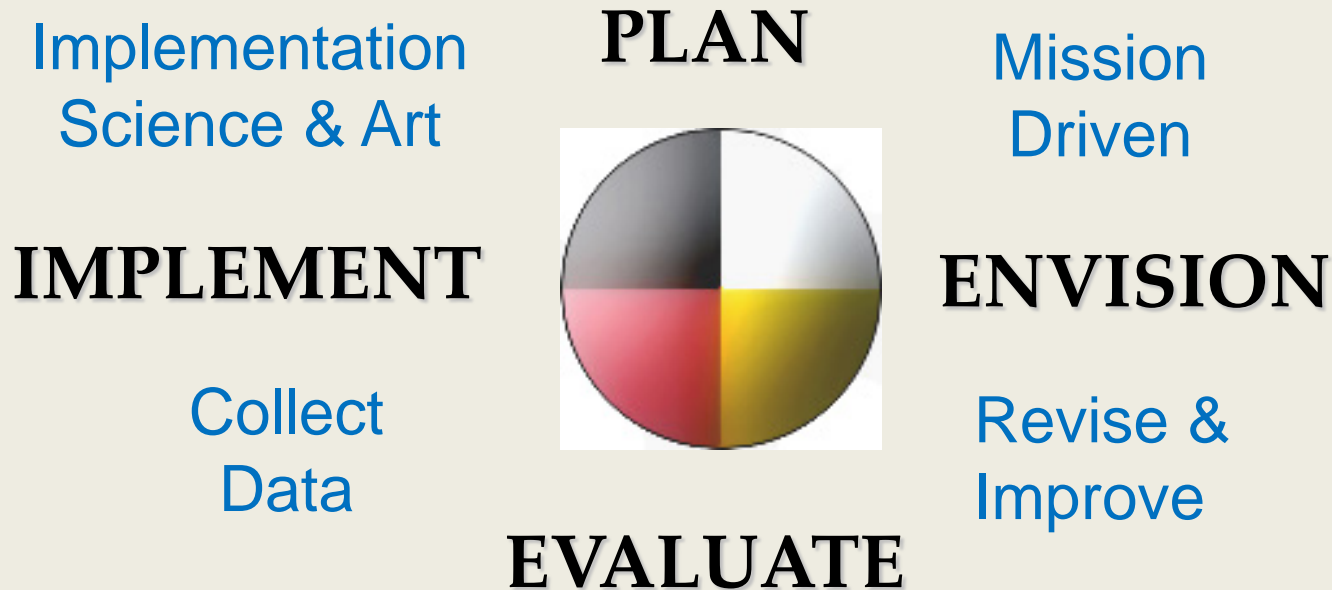 PLAN
Implementation
Science & Art
Mission
Driven
IMPLEMENT
ENVISION
Collect
Data
Revise &
Improve
EVALUATE